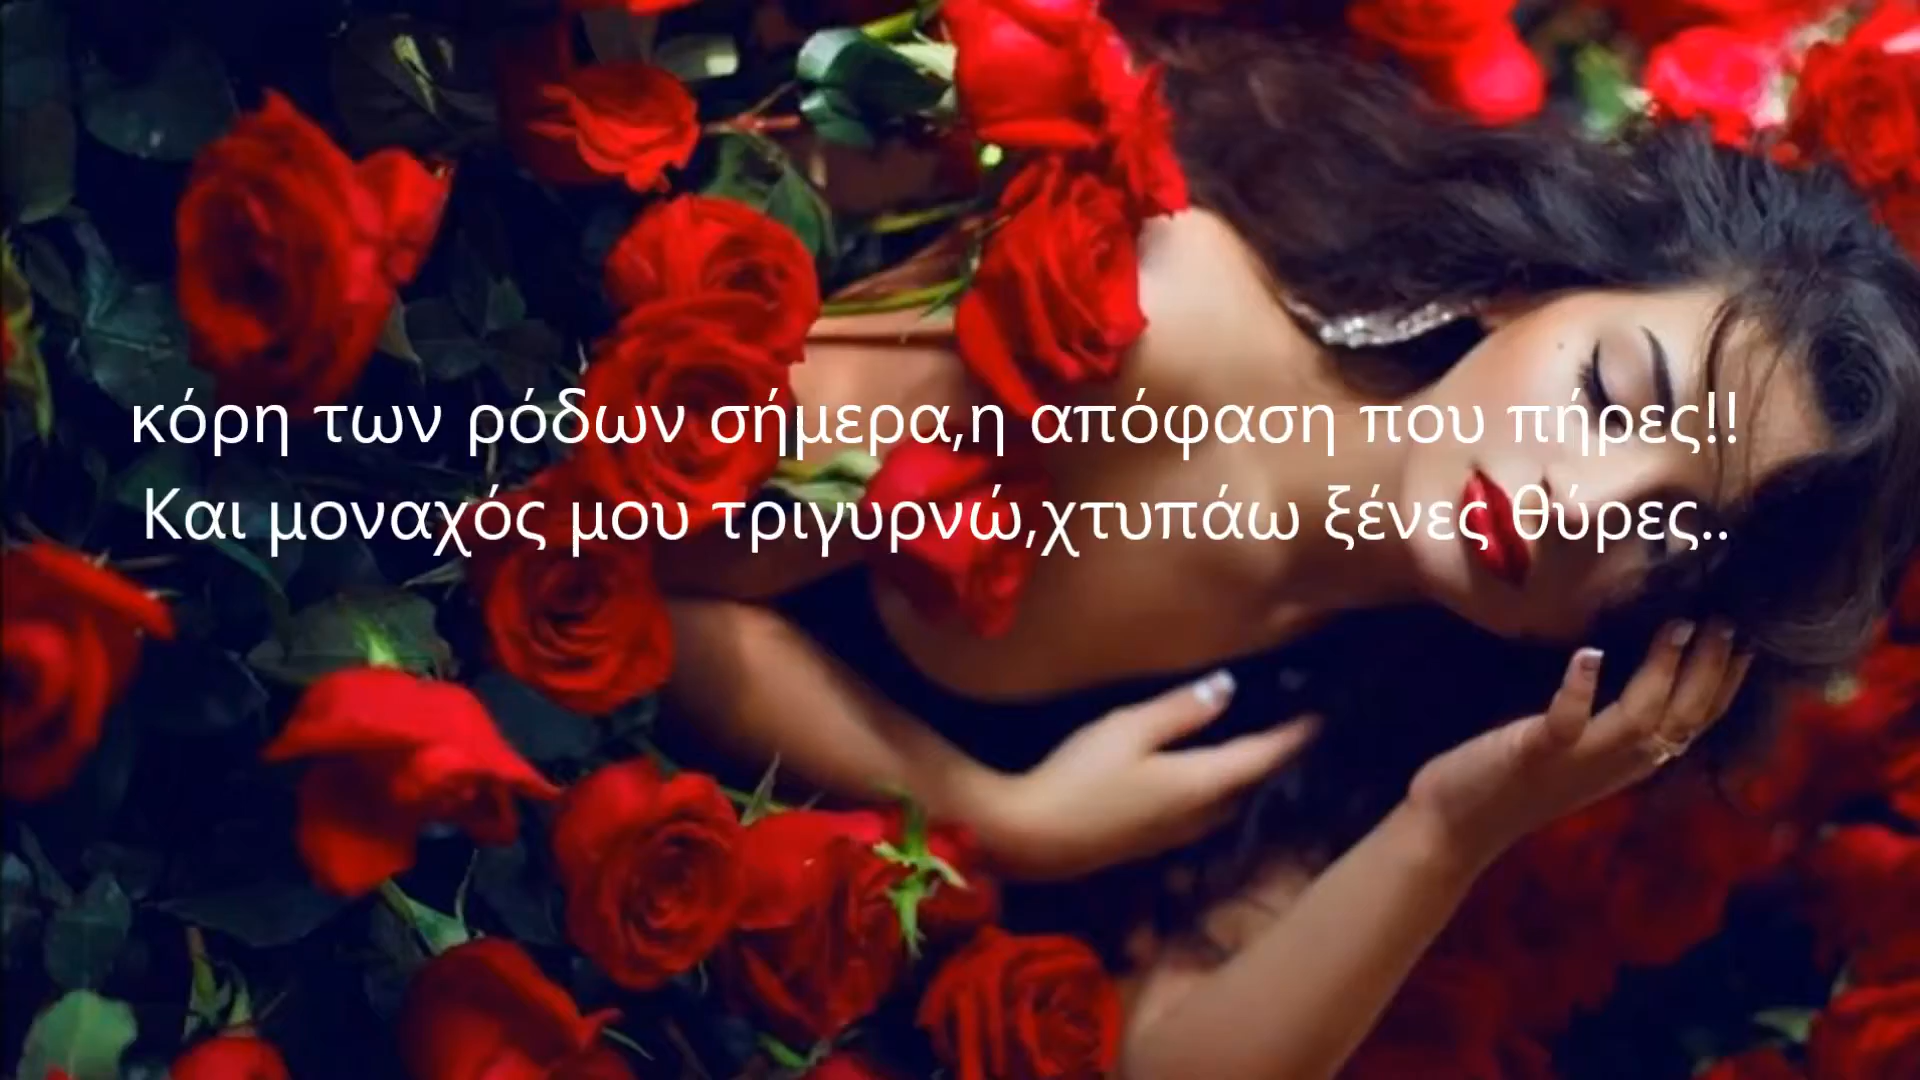 κόρη των ρόδων σήμερα,η απόφαση που πήρες!!
Και μοναχός μου τριγυρνώ,χτυπάω ξένες θύρες..